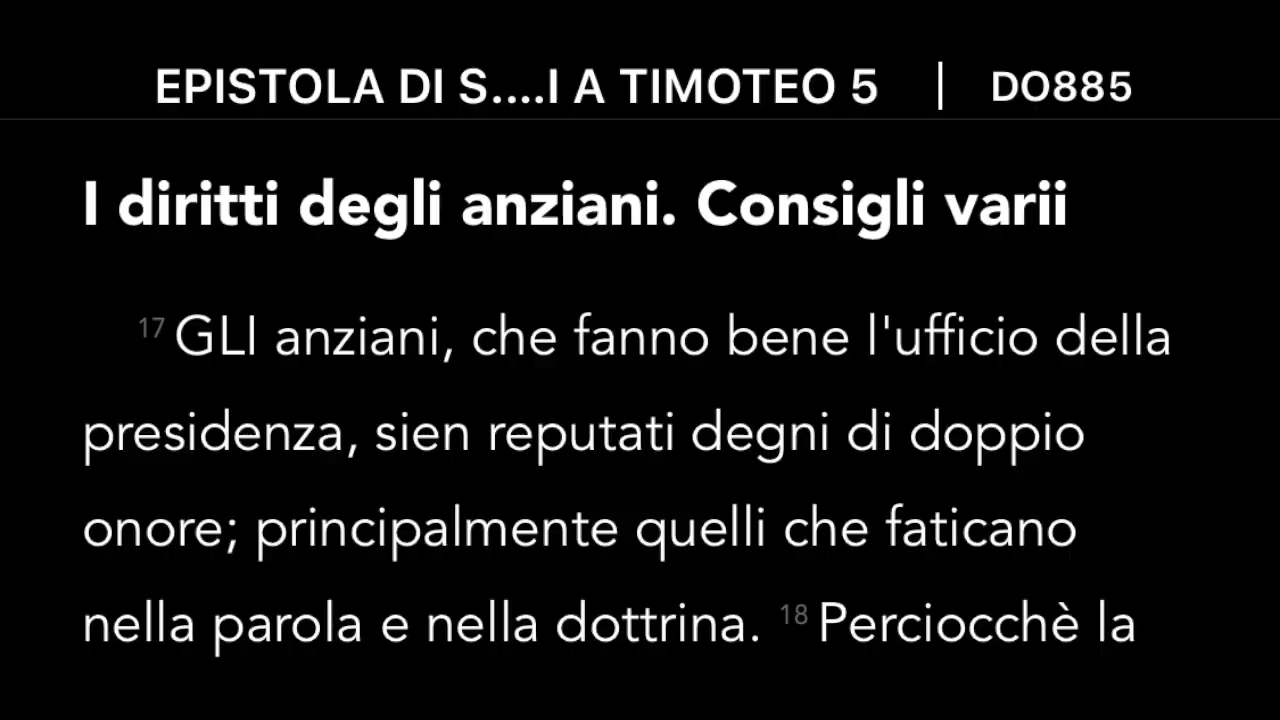 EPISTOLA DI S....I A TIMOTEO 5 | DO885
I diritti degli anziani. Consigli varii
17 GLI anziani, che fanno bene l'ufficio della
presidenza, sien reputati degni di doppio
onore; principalmente quelli che faticano
nella parola e nella dottrina. 18 Perciocchè la